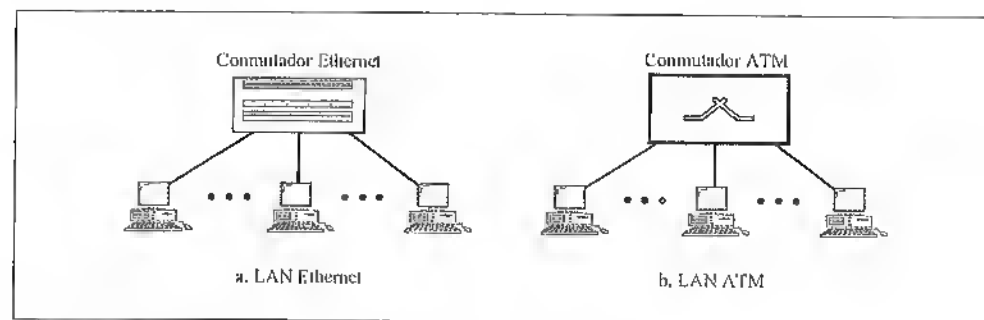 Conmutador Ethernet
Conmutador ATM
a. LAN Ethernet
b. LAN ATM